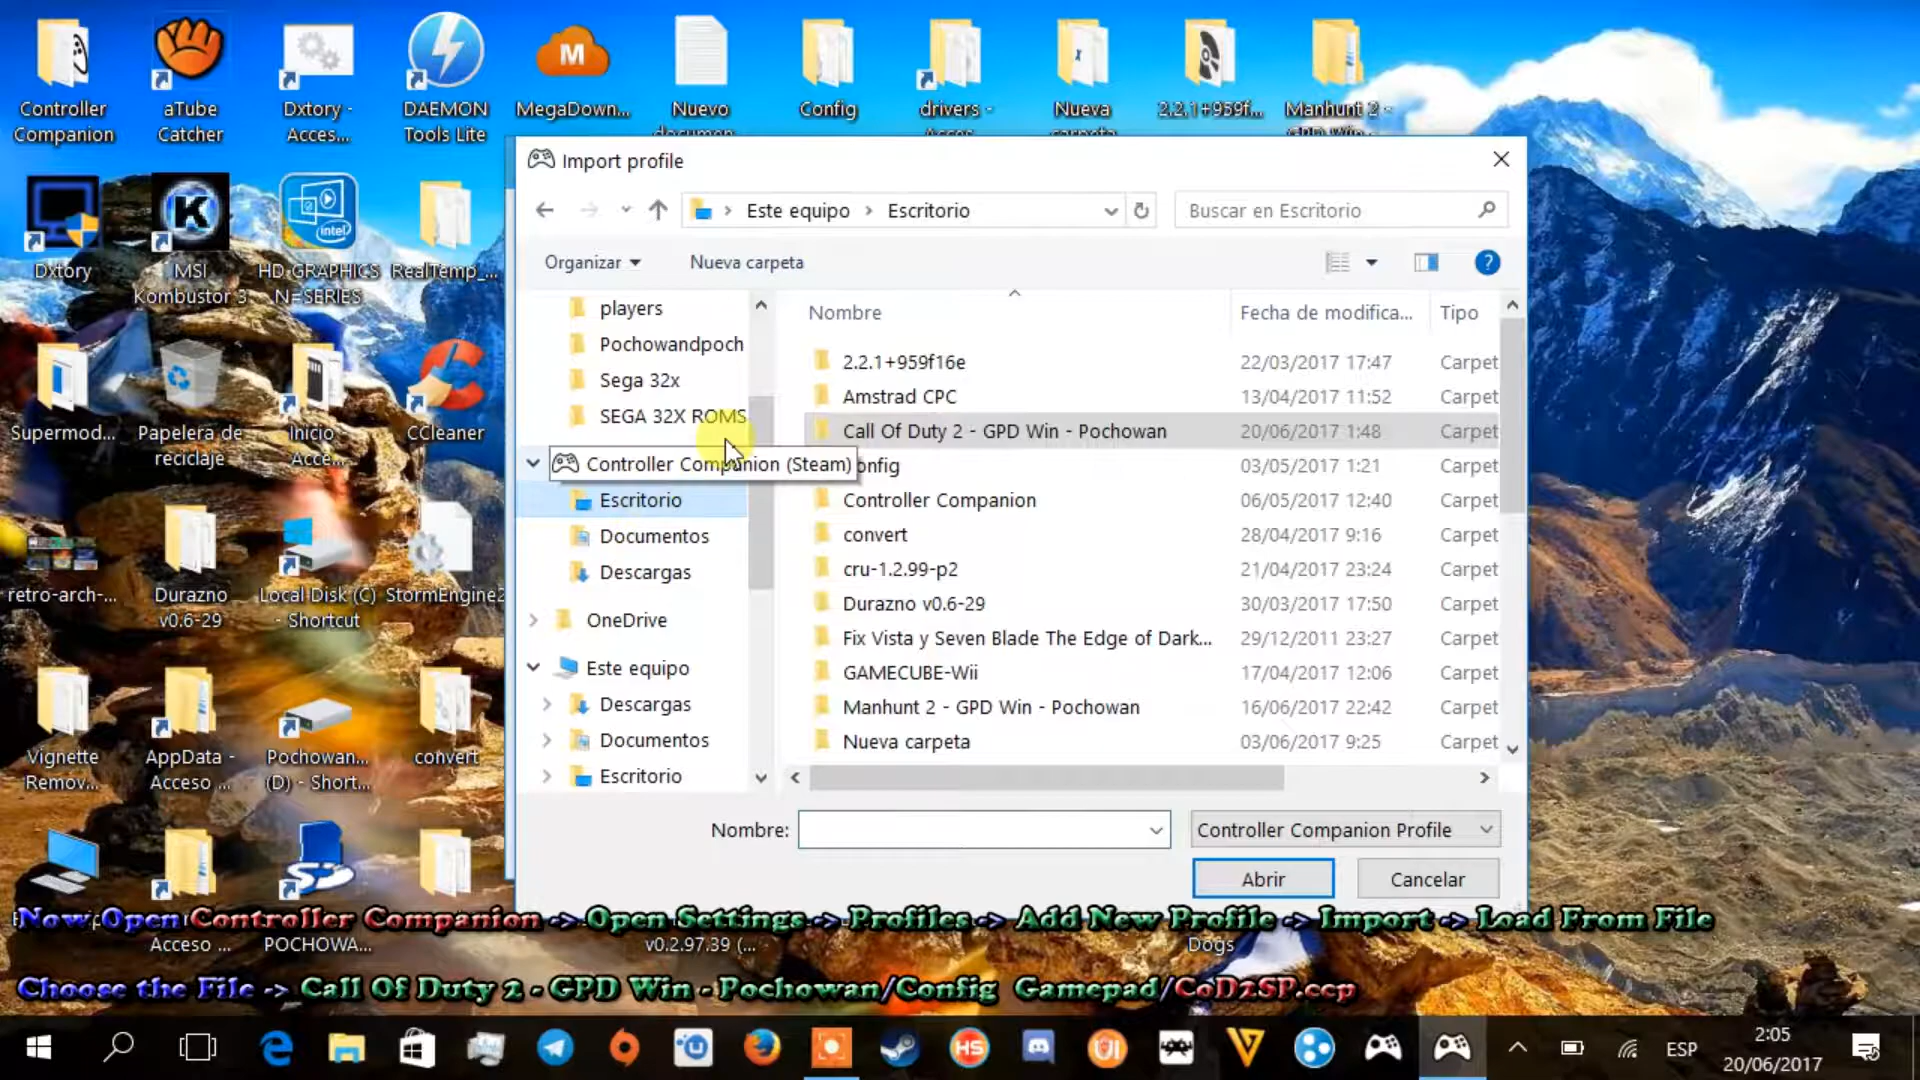 Controller
Companion
aTube
Catcher
Dxtory -
Acces...
DAEMON
Tools Lite
MegaDown...
Nuevo
documen...
Config
drivers -
Acces...
Nueva
carpeta
2.2.1+959f...
Manhunt 2 -
GPD Win -
Dxtory
MSI
Kombustor 3
HD-GRAPHICS
N=SERIES
RealTemp_...
Supermod...
Papelera de
reciclaje
Inicio -
Acce...
CCleaner
retro-arch-...
Durazno
v0.6-29
Local Disk (C)
- Shortcut
StormEngine2
Vignette
Remov...
AppData -
Acceso ...
Pochowan...
(D) - Short...
convert
Acceso ...
POCHOWA...
v0.2.97.39 (...
Dogs
Import profile
Este equipo
Escritorio
Buscar en Escritorio
Organizar
Nueva carpeta
players
Pochowandpoch
Sega 32x
SEGA 32X ROMS
Controller Companion (Steam)
Escritorio
Documentos
Descargas
OneDrive
Este equipo
Descargas
Documentos
Escritorio
Nombre Fecha de modifica... Tipo
2.2.1+959f16e 22/03/2017 17:47 Carpet
Amstrad CPC 13/04/2017 11:52 Carpet
Call Of Duty 2 - GPD Win - Pochowan 20/06/2017 1:48 Carpet
onfig 03/05/2017 1:21 Carpet
Controller Companion 06/05/2017 12:40 Carpet
convert 28/04/2017 9:16 Carpet
cru-1.2.99-p2 21/04/2017 23:24 Carpet
Durazno v0.6-29 30/03/2017 17:50 Carpet
Fix Vista y Seven Blade The Edge of Dark... 29/12/2011 23:27 Carpet
GAMECUBE-Wii 17/04/2017 12:06 Carpet
Manhunt 2 - GPD Win - Pochowan 16/06/2017 22:42 Carpet
Nueva carpeta 03/06/2017 9:25 Carpet
Nombre:
Controller Companion Profile
Abrir
Cancelar
Now Open Controller Companion -> Open Settings -> Profiles -> Add New Profile -> Import -> Load From File
Choose the File -> Call Of Duty 2 - GPD Win - Pochowan/Config Gamepad/CoD2SP.ccp
ESP
2:05
20/06/2017